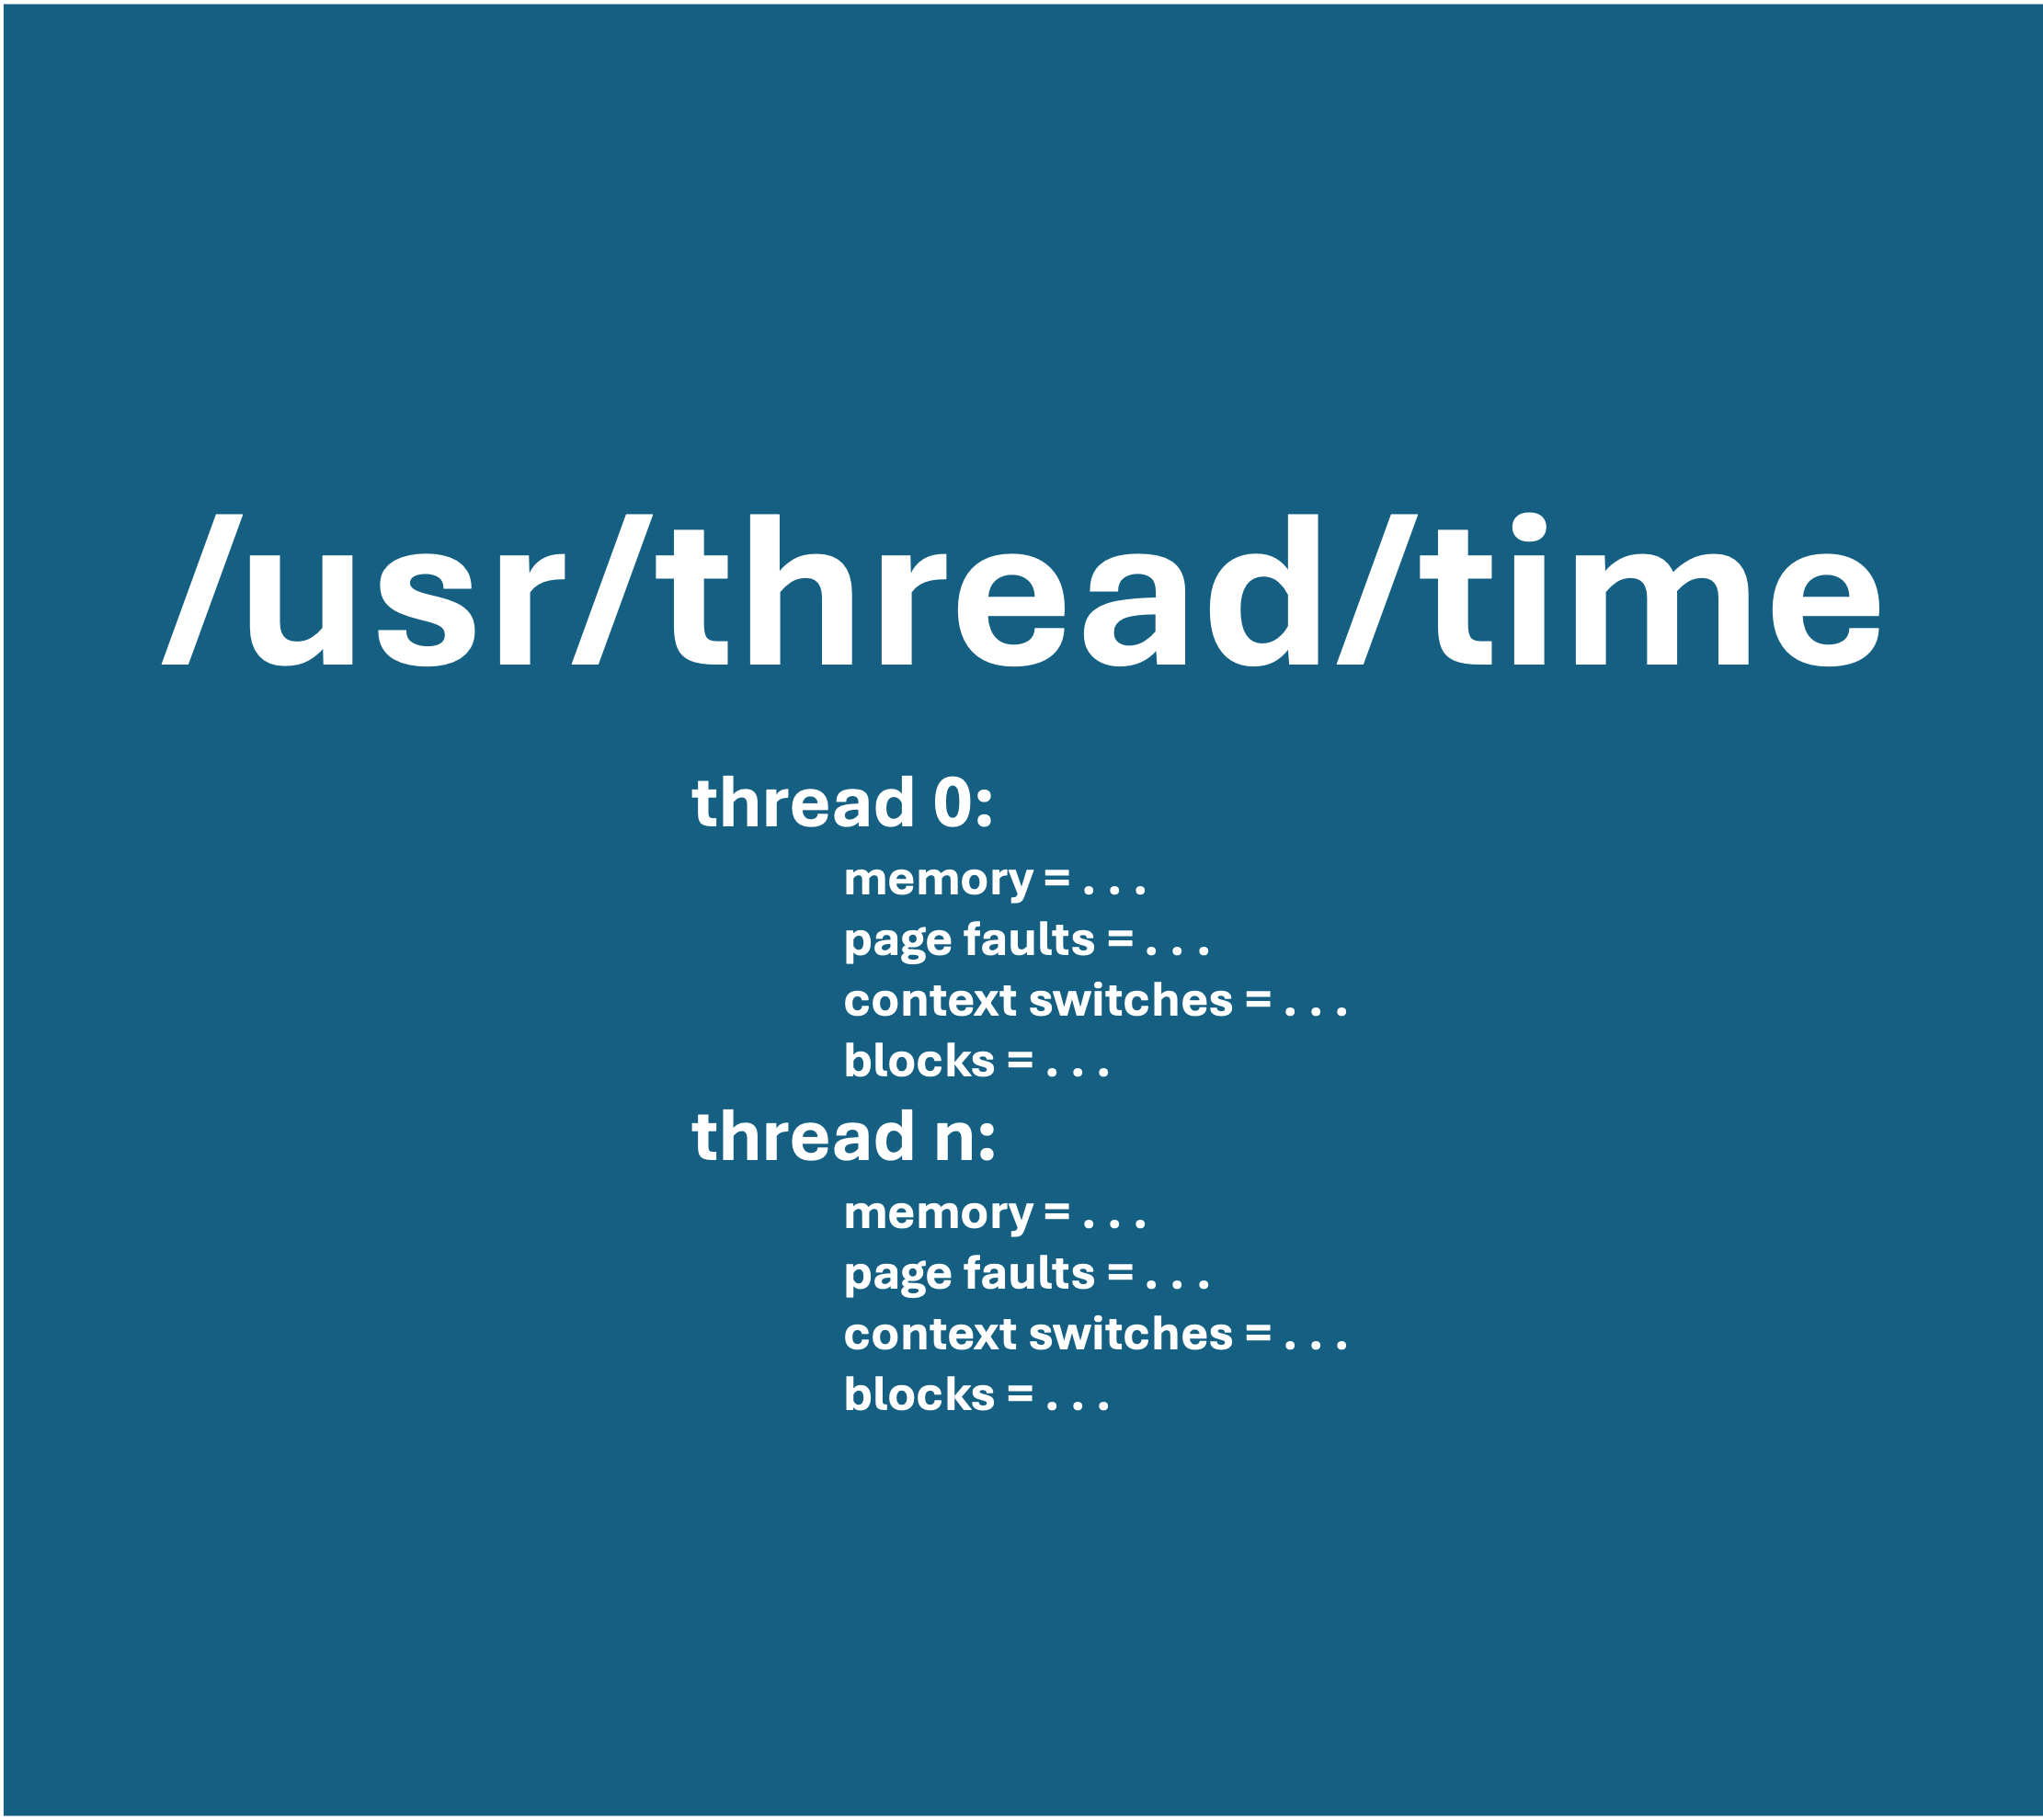 /usr/thread/time
thread 0:
memory = . . .
page faults = . . .
context switches = . . .
blocks = . . .
thread n:
memory = . . .
page faults = . . .
context switches = . . .
blocks = . . .